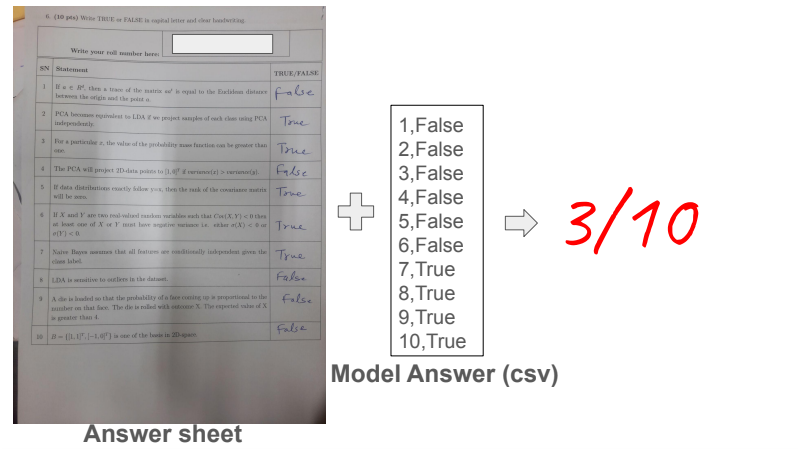 6. (10 pts) Write TRUE or FALSE in capital letter and clear handwriting.
Write your roll number here:
SN Statement TRUE/FALSE
1 If a ∈ R^d, then a trace of the matrix aa^t is equal to the Euclidean distance False
between the origin and the point a.
2 PCA becomes equivalent to LDA if we project samples of each class using PCA True
independently.
3 For a particular x, the value of the probability mass function can be greater than True
one.
4 The PCA will project 2D-data points to [1, 0]^T if variance(x) > variance(y). False
5 If data distributions exactly follow y=x, then the rank of the covariance matrix True
will be zero.
6 If X and Y are two real-valued random variables such that Cov(X, Y) < 0 then True
at least one of X or Y must have negative variance i.e. either σ(X) < 0 or
σ(Y) < 0.
7 Naive Bayes assumes that all features are conditionally independent given the True
class label.
8 LDA is sensitive to outliers in the dataset. False
9 A die is loaded so that the probability of a face coming up is proportional to the False
number on that face. The die is rolled with outcome X. The expected value of X
is greater than 4.
10 B = {[1, 1]^T, [−1, 0]^T} is one of the basis in 2D-space. False
Answer sheet
1,False
2,False
3,False
4,False
5,False
6,False
7,True
8,True
9,True
10,True
Model Answer (csv)
3/10